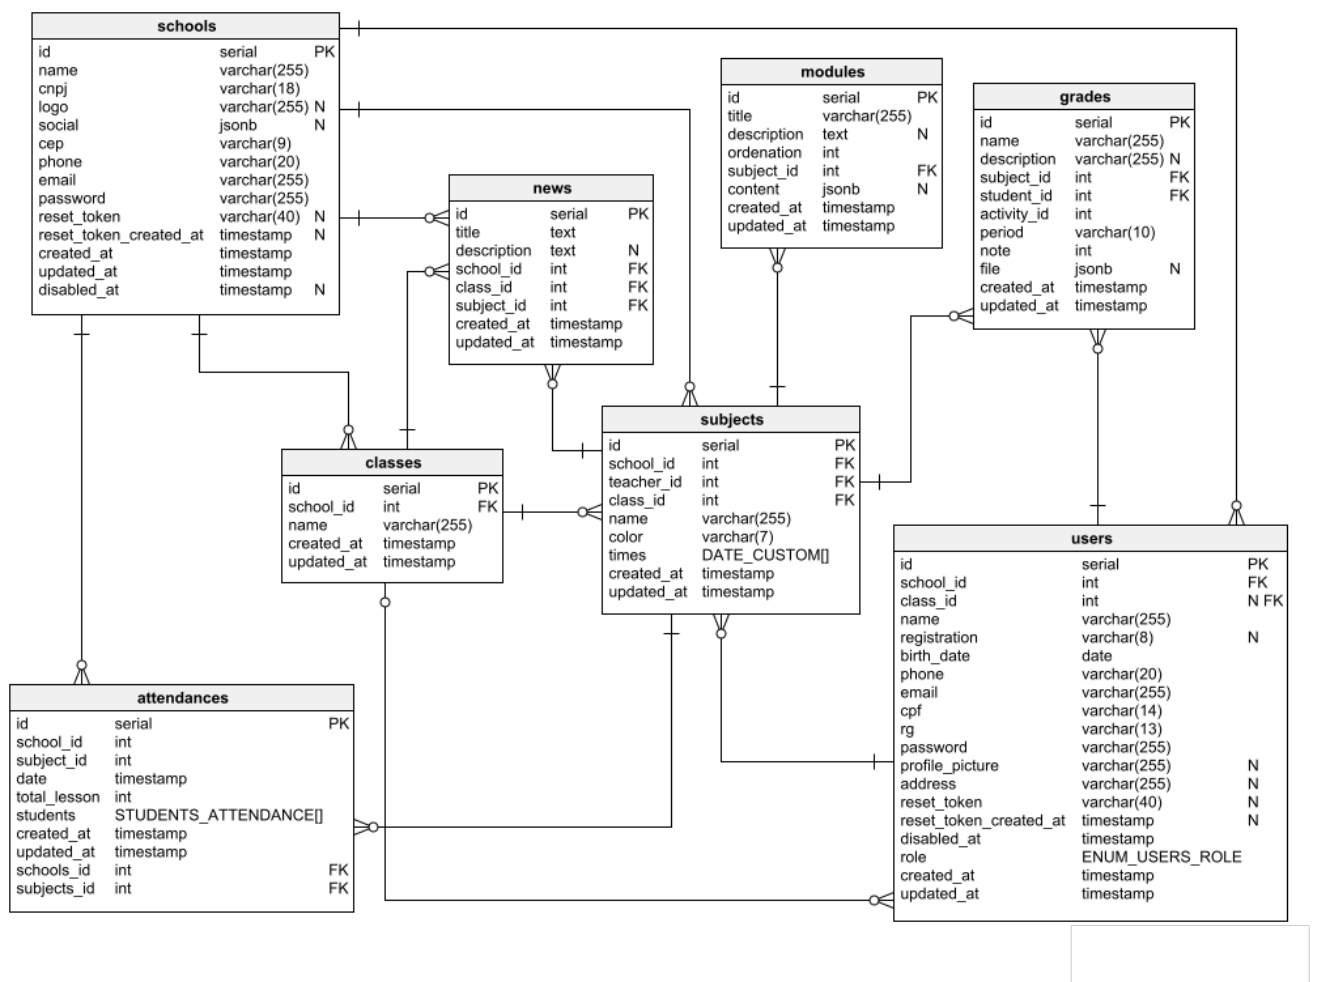 schools
id serial PK
name varchar(255)
cnpj varchar(18)
logo varchar(255) N
social jsonb N
cep varchar(9)
phone varchar(20)
email varchar(255)
password varchar(255)
reset_token varchar(40) N
reset_token_created_at timestamp N
created_at timestamp
updated_at timestamp
disabled_at timestamp N
modules
id serial PK
title varchar(255)
description text N
ordenation int
subject_id int FK
content jsonb N
created_at timestamp
updated_at timestamp
grades
id serial PK
name varchar(255)
description varchar(255) N
subject_id int FK
student_id int FK
activity_id int
period varchar(10)
note int
file jsonb N
created_at timestamp
updated_at timestamp
news
id serial PK
title text
description text N
school_id int FK
class_id int FK
subject_id int FK
created_at timestamp
updated_at timestamp
classes
id serial PK
school_id int FK
name varchar(255)
created_at timestamp
updated_at timestamp
subjects
id serial PK
school_id int FK
teacher_id int FK
class_id int FK
name varchar(255)
color varchar(7)
times DATE_CUSTOM[]
created_at timestamp
updated_at timestamp
users
id serial PK
school_id int FK
class_id int N FK
name varchar(255)
registration varchar(8) N
birth_date date
phone varchar(20)
email varchar(255)
cpf varchar(14)
rg varchar(13)
password varchar(255)
profile_picture varchar(255) N
address varchar(255) N
reset_token varchar(40) N
reset_token_created_at timestamp N
disabled_at timestamp
role ENUM_USERS_ROLE
created_at timestamp
updated_at timestamp
attendances
id serial PK
school_id int
subject_id int
date timestamp
total_lesson int
students STUDENTS_ATTENDANCE[]
created_at timestamp
updated_at timestamp
schools_id int FK
subjects_id int FK